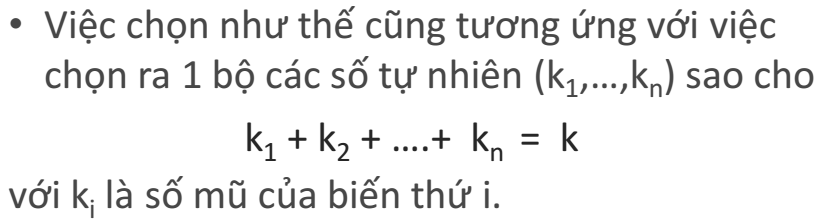 • Việc chọn như thế cũng tương ứng với việc
chọn ra 1 bộ các số tự nhiên (k₁,...,kₙ) sao cho
k₁ + k₂ + ....+ kₙ = k
với kᵢ là số mũ của biến thứ i.